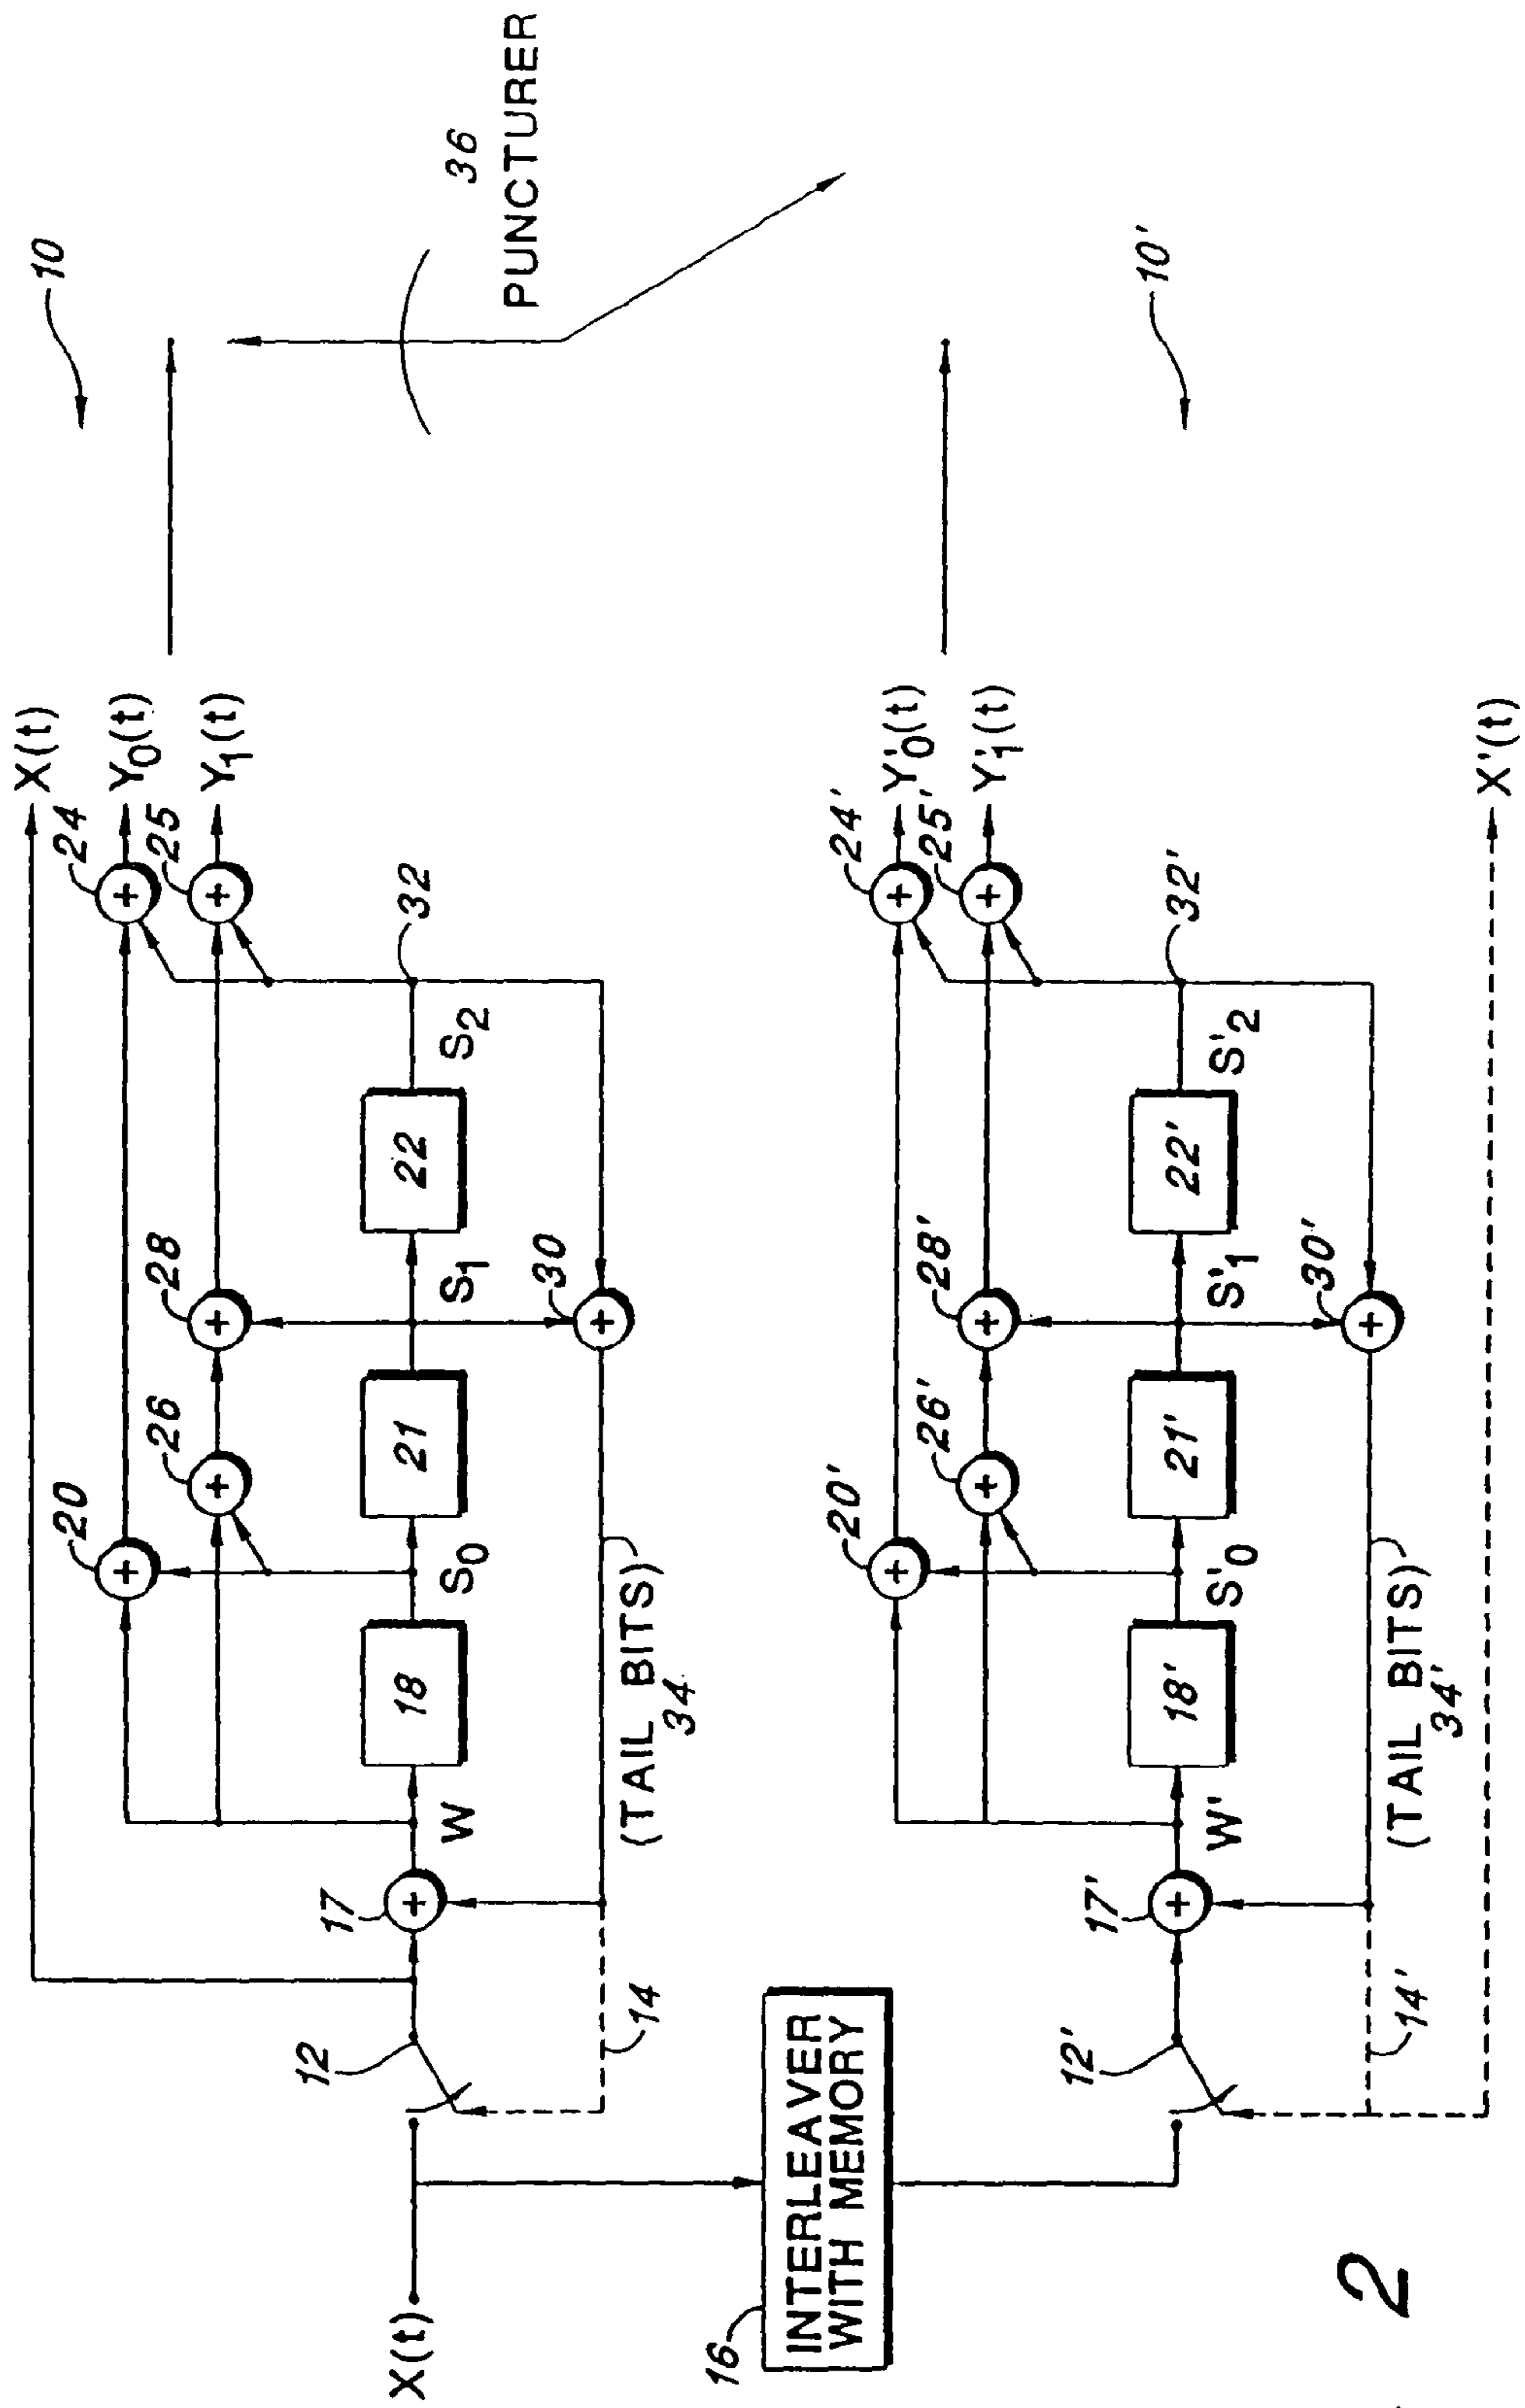 10
X(t)
24
Y0(t)
25
Y1(t)
36
PUNCTURER
20
26
28
32
12
17
W
18
S0
21
S1
22
S2
30
14
(TAIL BITS)
34
X(t)
16
INTERLEAVER
WITH MEMORY
10'
24'
Y'0(t)
25'
Y'1(t)
20'
26'
28'
32'
12'
17'
W'
18'
S'0
21'
S'1
22'
S'2
30'
14'
(TAIL BITS)
34'
X'(t)
2